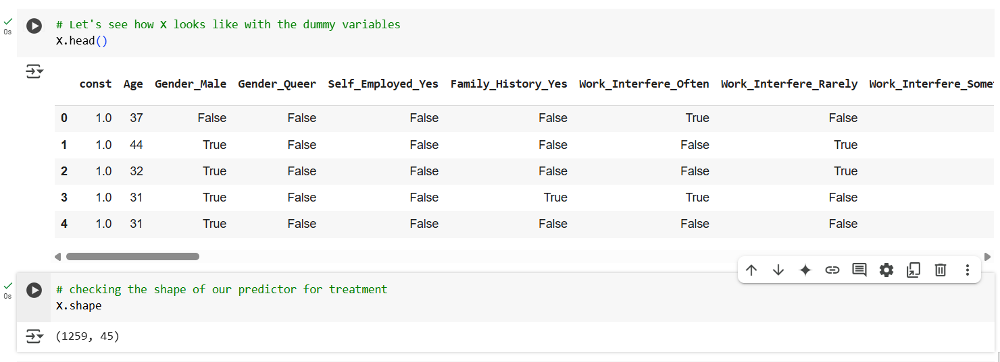 0s
# Let's see how X looks like with the dummy variables
X.head()
const Age Gender_Male Gender_Queer Self_Employed_Yes Family_History_Yes Work_Interfere_Often Work_Interfere_Rarely Work_Interfere_Some
0 1.0 37 False False False False True False
1 1.0 44 True False False False False True
2 1.0 32 True False False False False True
3 1.0 31 True False False True True False
4 1.0 31 True False False False False False
0s
# checking the shape of our predictor for treatment
X.shape
(1259, 45)